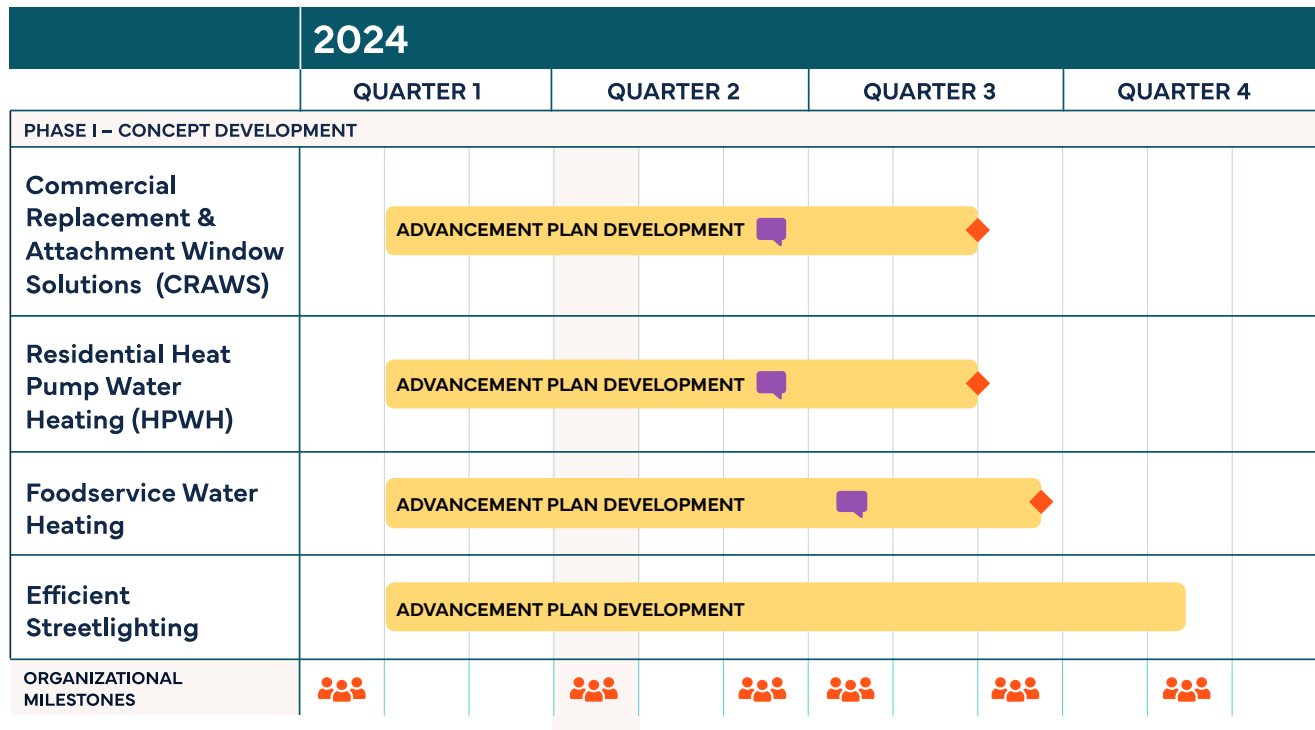 2024
QUARTER 1
QUARTER 2
QUARTER 3
QUARTER 4
PHASE I – CONCEPT DEVELOPMENT
Commercial
Replacement &
Attachment Window
Solutions (CRAWS)
ADVANCEMENT PLAN DEVELOPMENT
Residential Heat
Pump Water
Heating (HPWH)
ADVANCEMENT PLAN DEVELOPMENT
Foodservice Water
Heating
ADVANCEMENT PLAN DEVELOPMENT
Efficient
Streetlighting
ADVANCEMENT PLAN DEVELOPMENT
ORGANIZATIONAL
MILESTONES